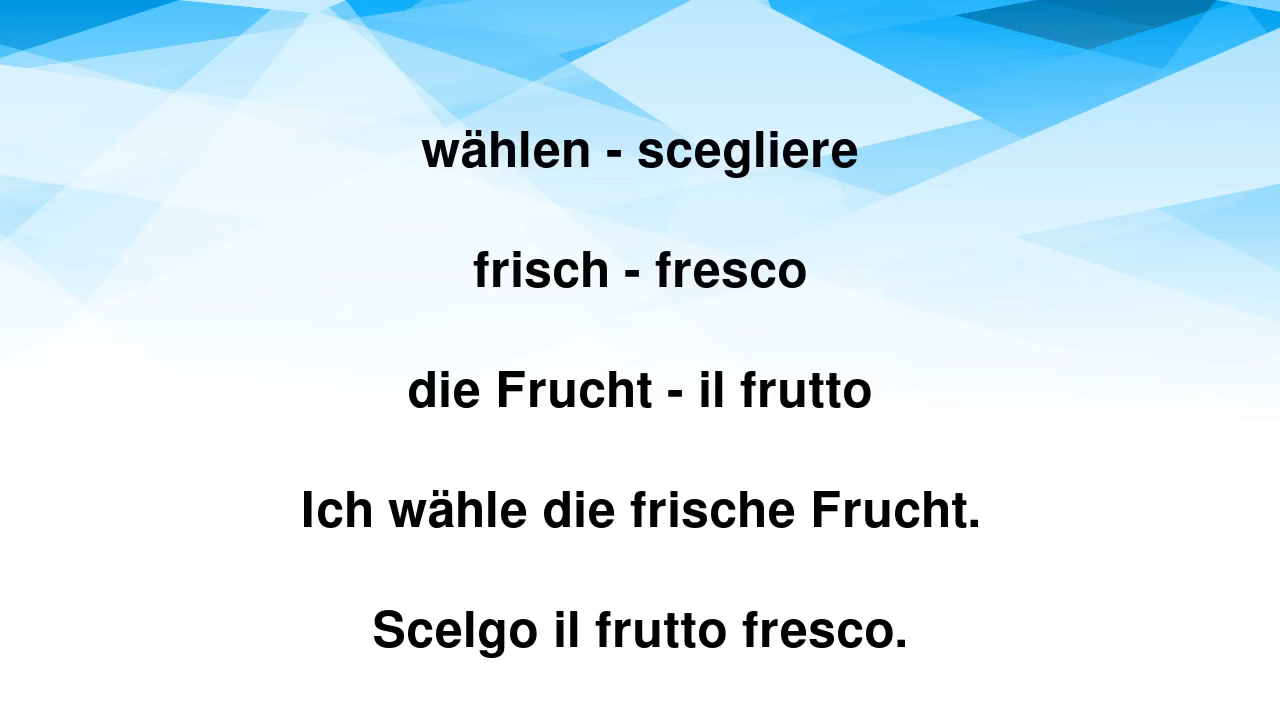 wählen - scegliere
frisch - fresco
die Frucht - il frutto
Ich wähle die frische Frucht.
Scelgo il frutto fresco.